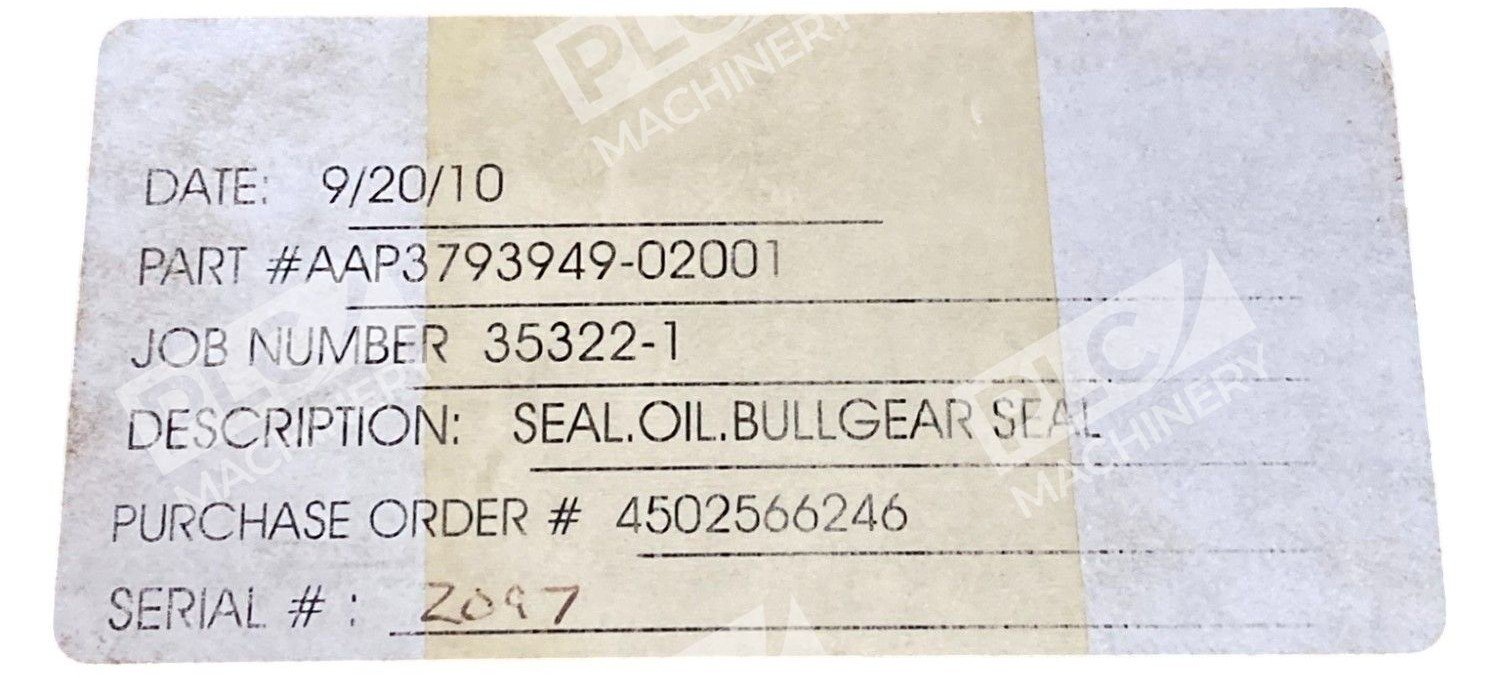 PLC MACHINERY
DATE: 9/20/10
PART #AAP3793949-02001
JOB NUMBER 35322-1
PLC MACHINERY
PLC MACHINERY
DESCRIPTION: SEAL.OIL.BULLGEAR SEAL
PURCHASE ORDER # 4502566246
SERIAL # : 2097